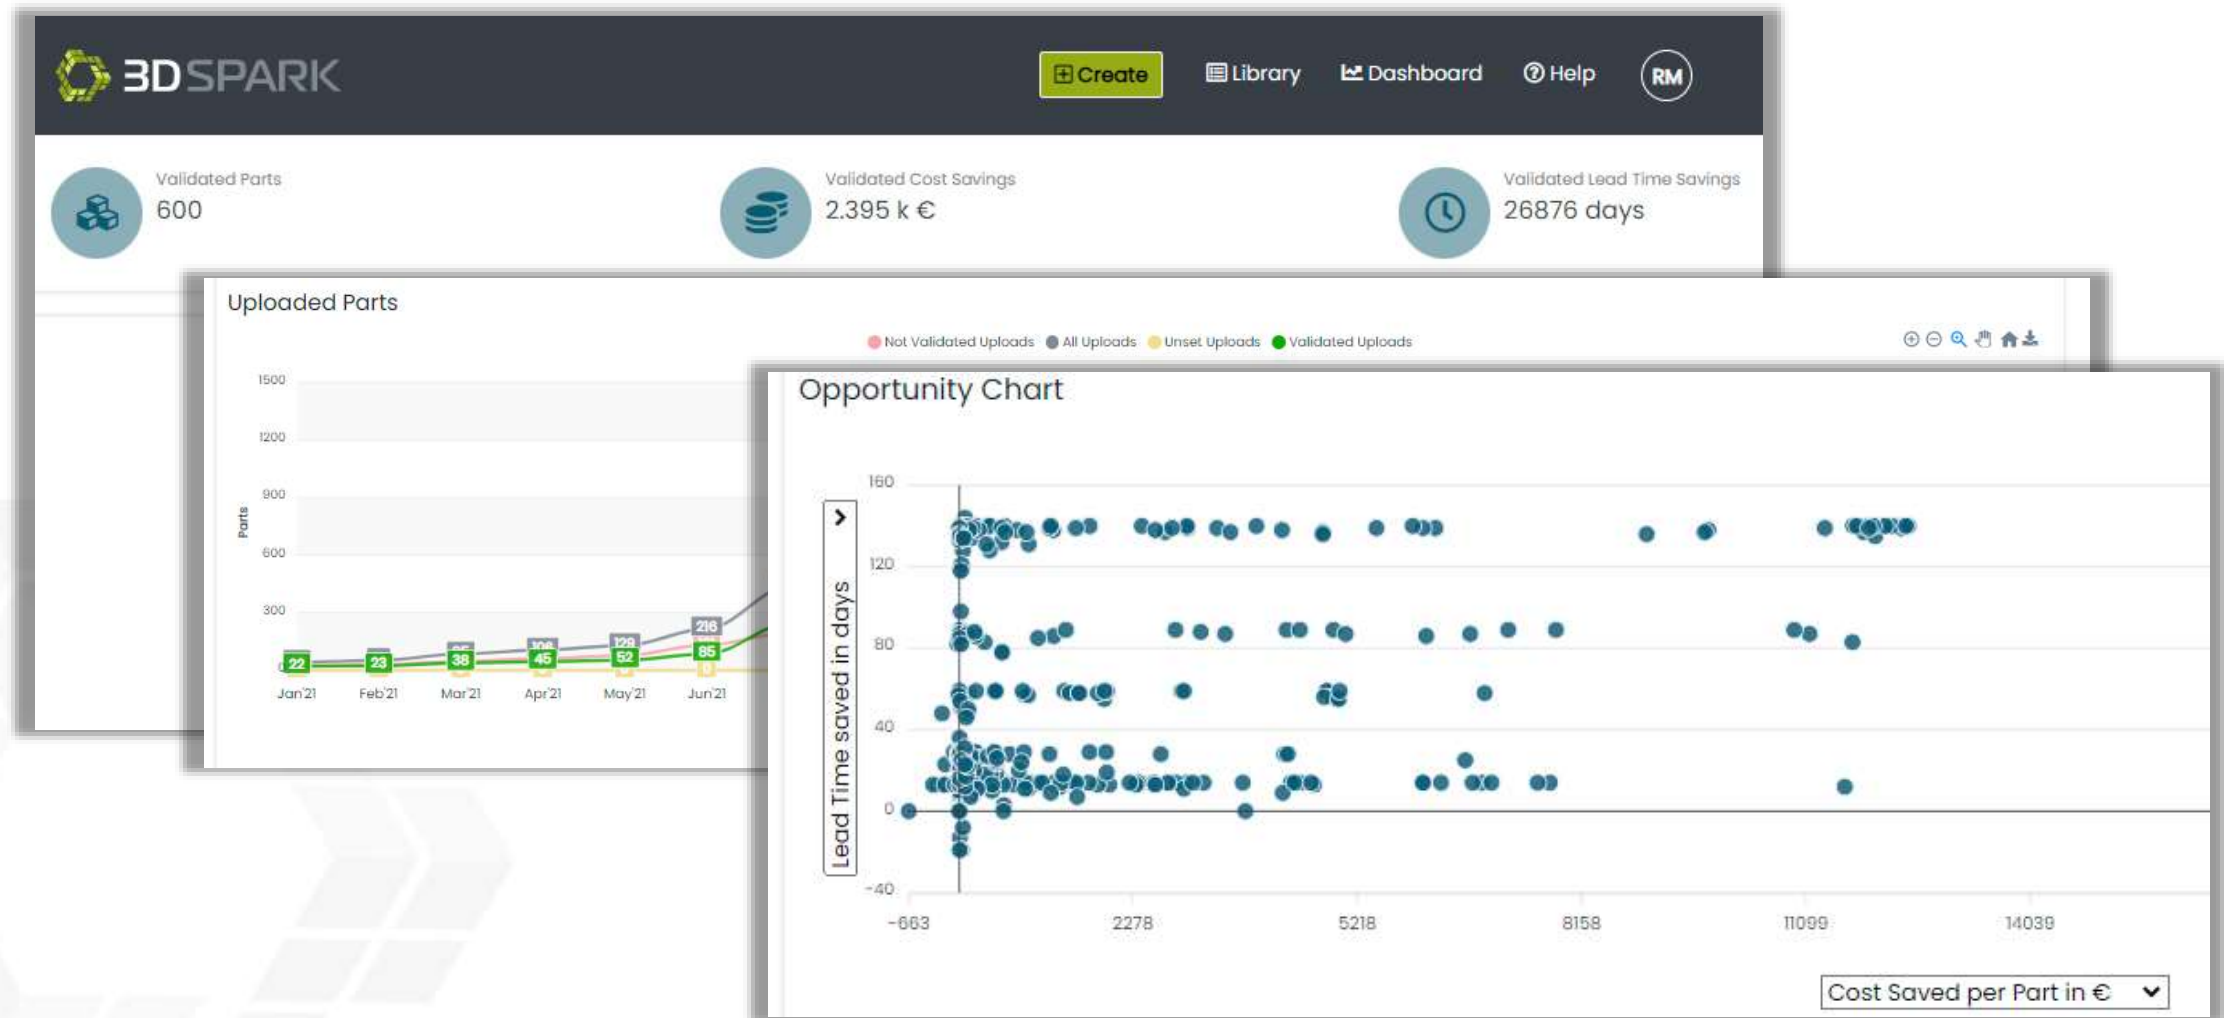 3DSPARK
Create Library Dashboard Help RM
Validated Parts
600
Validated Cost Savings
2.395 k €
Validated Lead Time Savings
26876 days
Uploaded Parts
Not Validated Uploads All Uploads Unset Uploads Validated Uploads
1500
1200
900
600
300
Parts
216
22 23 38 45 52 85
Jan'21 Feb'21 Mar'21 Apr'21 May'21 Jun'21
Opportunity Chart
Lead Time saved in days
160
120
80
40
0
-40
-663 2278 5218 8158 11099 14039
Cost Saved per Part in €